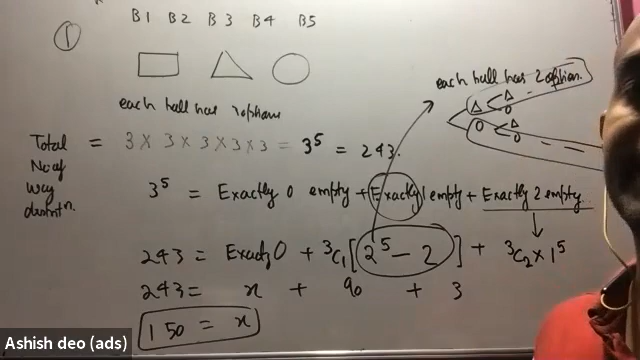 ①
B1 B2 B3 B4 B5
each ball has 3 options
each ball has 2 option.
Total No of Way distribtn = 3 × 3 × 3 × 3 × 3 = 3⁵ = 243.
3⁵ = Exactly 0 empty + Exactly 1 empty + Exactly 2 empty.
243 = Exactly 0 + ³C₁ [2⁵ - 2] + ³C₂ × 1⁵
243 = x + 90 + 3
150 = x
Ashish deo (ads)